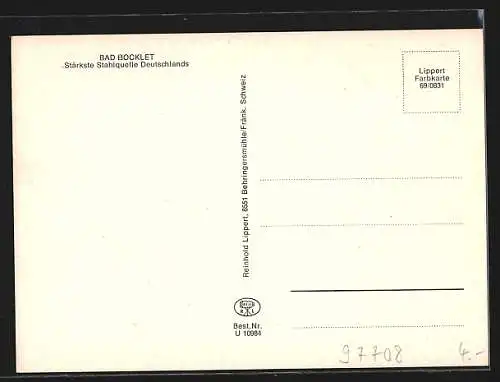 BAD BOCKLET
Stärkste Stahlquelle Deutschlands
Reinhold Lippert, 8551 Behringersmühle/Fränk. Schweiz
Lippert
Farbkarte
69/0831
Best.Nr.
U 10984
97708
4.-